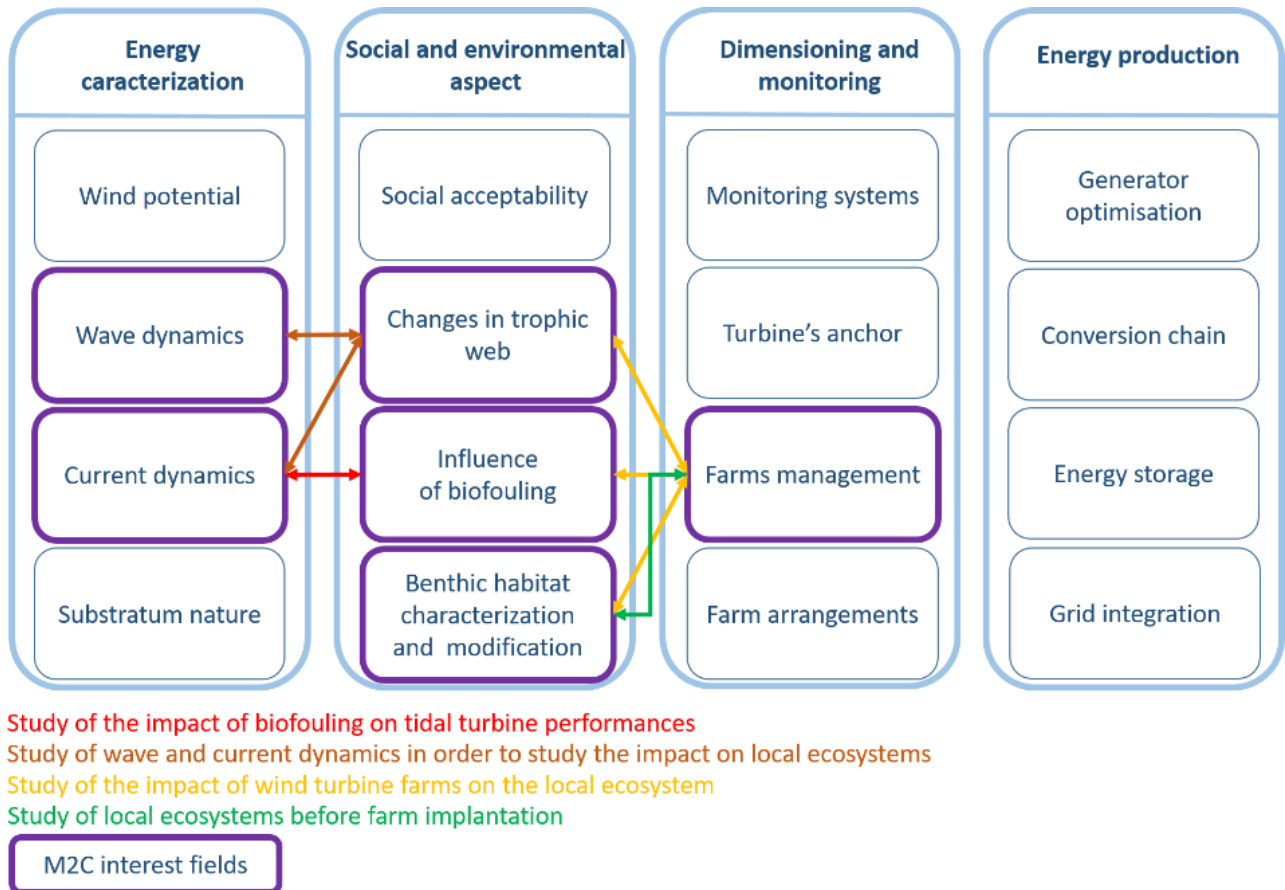 Energy
caracterization
Wind potential
Wave dynamics
Current dynamics
Substratum nature
Social and environmental
aspect
Social acceptability
Changes in trophic
web
Influence
of biofouling
Benthic habitat
characterization
and modification
Dimensioning and
monitoring
Monitoring systems
Turbine’s anchor
Farms management
Farm arrangements
Energy production
Generator
optimisation
Conversion chain
Energy storage
Grid integration
Study of the impact of biofouling on tidal turbine performances
Study of wave and current dynamics in order to study the impact on local ecosystems
Study of the impact of wind turbine farms on the local ecosystem
Study of local ecosystems before farm implantation
M2C interest fields